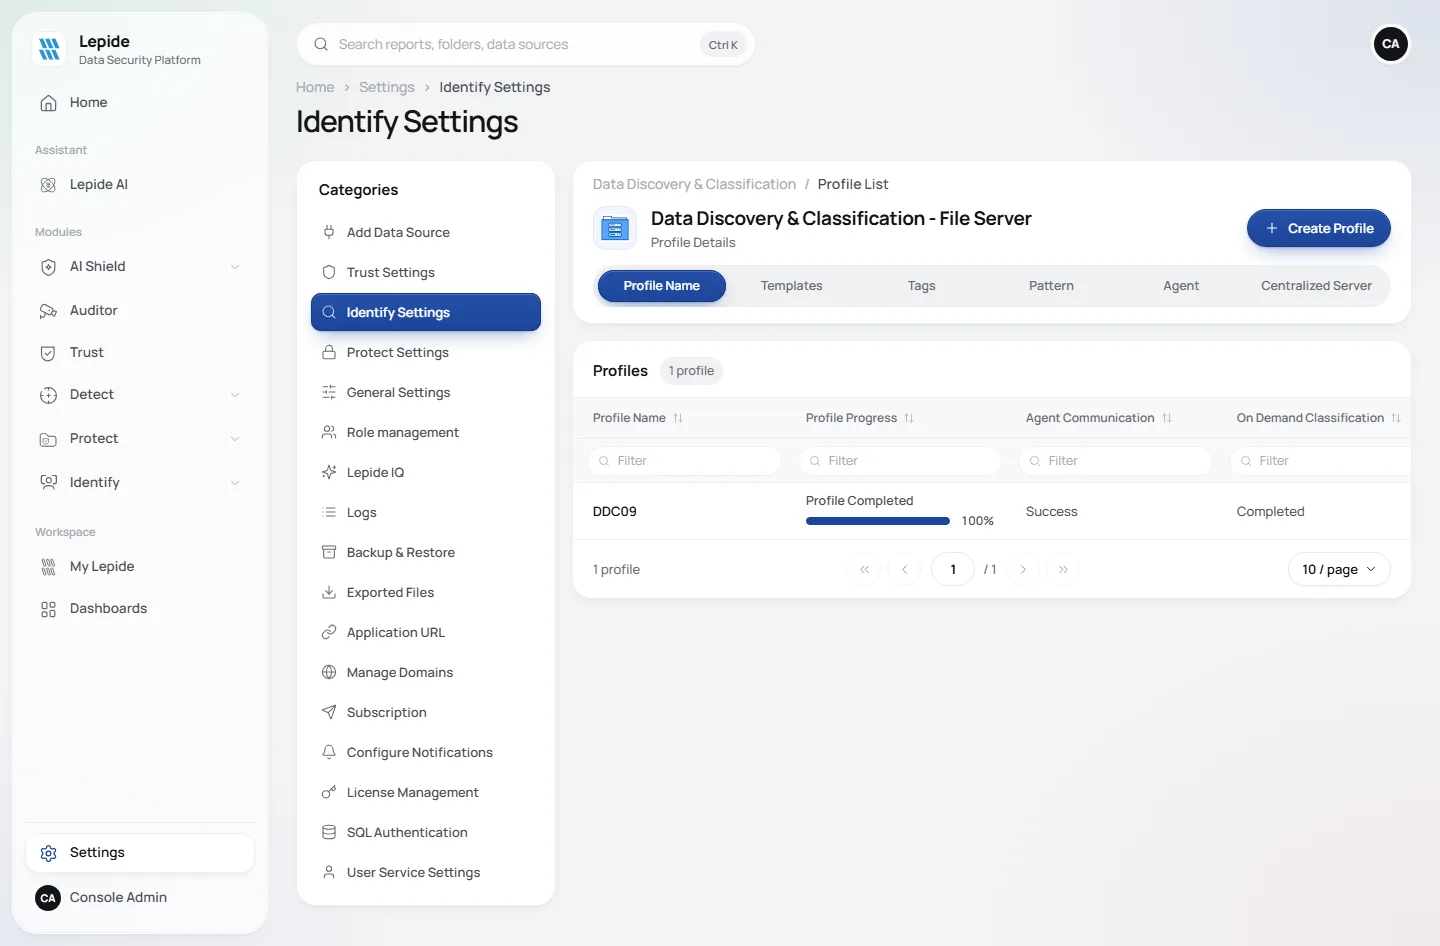 Lepide
Data Security Platform
Home
Assistant
Lepide AI
Modules
AI Shield
Auditor
Trust
Detect
Protect
Identify
Workspace
My Lepide
Dashboards
Settings
CA Console Admin
Search reports, folders, data sources Ctrl K
CA
Home > Settings > Identify Settings
Identify Settings
Categories
Add Data Source
Trust Settings
Identify Settings
Protect Settings
General Settings
Role management
Lepide IQ
Logs
Backup & Restore
Exported Files
Application URL
Manage Domains
Subscription
Configure Notifications
License Management
SQL Authentication
User Service Settings
Data Discovery & Classification / Profile List
Data Discovery & Classification - File Server
Profile Details
+ Create Profile
Profile Name Templates Tags Pattern Agent Centralized Server
Profiles 1 profile
Profile Name Profile Progress Agent Communication On Demand Classification
Filter Filter Filter Filter
DDC09 Profile Completed 100% Success Completed
1 profile « < 1 / 1 > » 10 / page